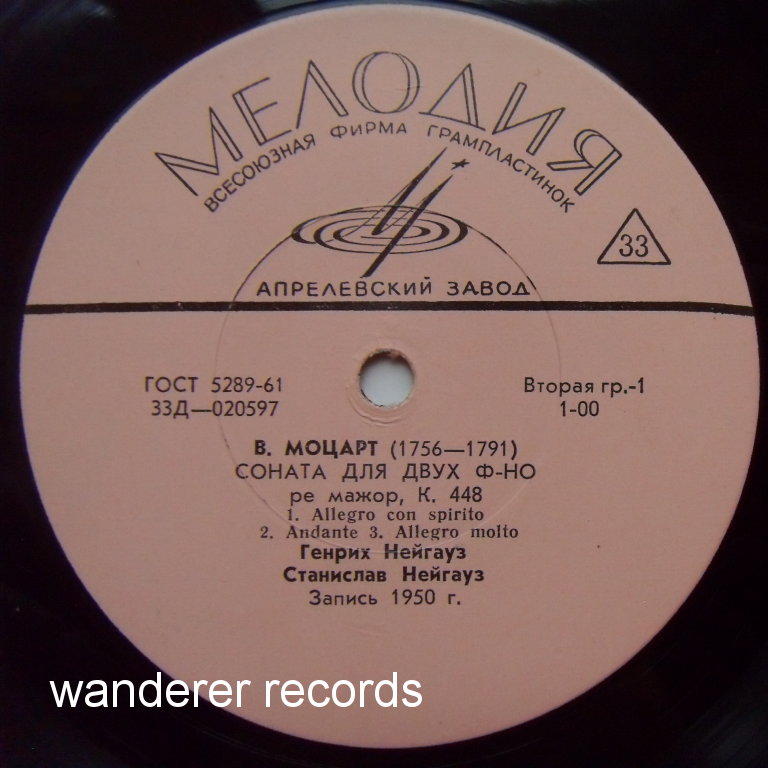 МЕЛОДИЯ
ВСЕСОЮЗНАЯ ФИРМА ГРАМПЛАСТИНОК
33
АПРЕЛЕВСКИЙ ЗАВОД
ГОСТ 5289-61
Вторая гр.-1
33Д—020597
1-00
В. МОЦАРТ (1756—1791)
СОНАТА ДЛЯ ДВУХ Ф-НО
ре мажор, К. 448
1. Allegro con spirito
2. Andante 3. Allegro molto
Генрих Нейгауз
Станислав Нейгауз
Запись 1950 г.
wanderer records